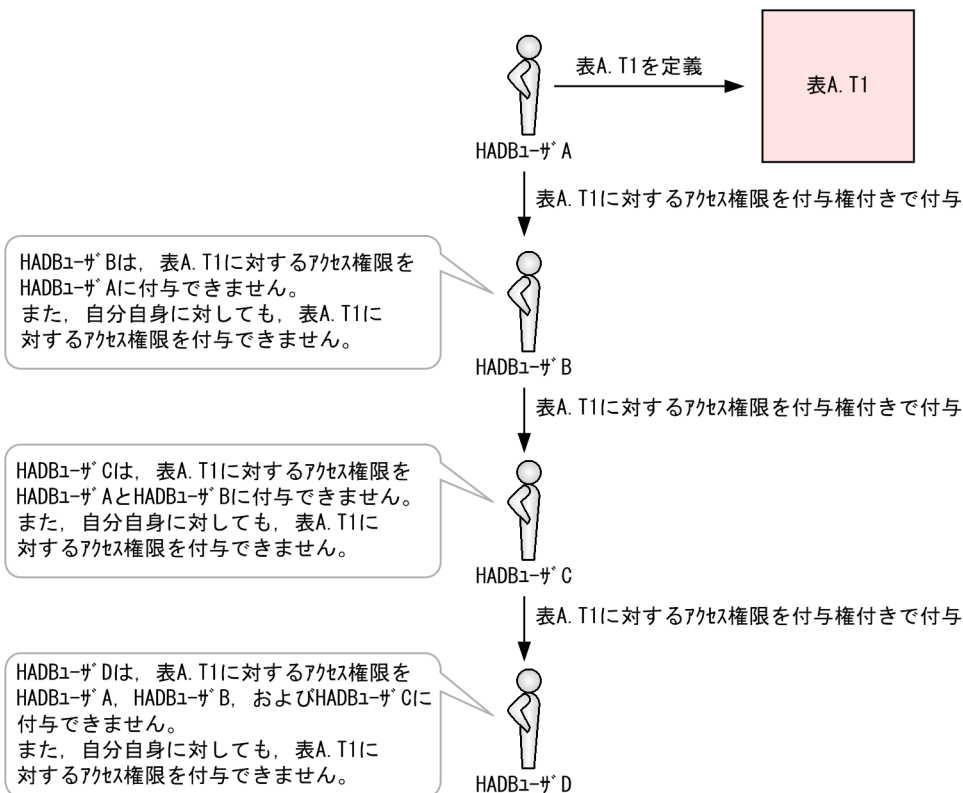 表A.T1を定義
表A.T1
HADBﾕｰｻﾞA
表A.T1に対するｱｸｾｽ権限を付与権付きで付与
HADBﾕｰｻﾞBは，表A.T1に対するｱｸｾｽ権限を
HADBﾕｰｻﾞAに付与できません。
また，自分自身に対しても，表A.T1に
対するｱｸｾｽ権限を付与できません。
HADBﾕｰｻﾞB
表A.T1に対するｱｸｾｽ権限を付与権付きで付与
HADBﾕｰｻﾞCは，表A.T1に対するｱｸｾｽ権限を
HADBﾕｰｻﾞAとHADBﾕｰｻﾞBに付与できません。
また，自分自身に対しても，表A.T1に
対するｱｸｾｽ権限を付与できません。
HADBﾕｰｻﾞC
表A.T1に対するｱｸｾｽ権限を付与権付きで付与
HADBﾕｰｻﾞDは，表A.T1に対するｱｸｾｽ権限を
HADBﾕｰｻﾞA，HADBﾕｰｻﾞB，およびHADBﾕｰｻﾞCに
付与できません。
また，自分自身に対しても，表A.T1に
対するｱｸｾｽ権限を付与できません。
HADBﾕｰｻﾞD